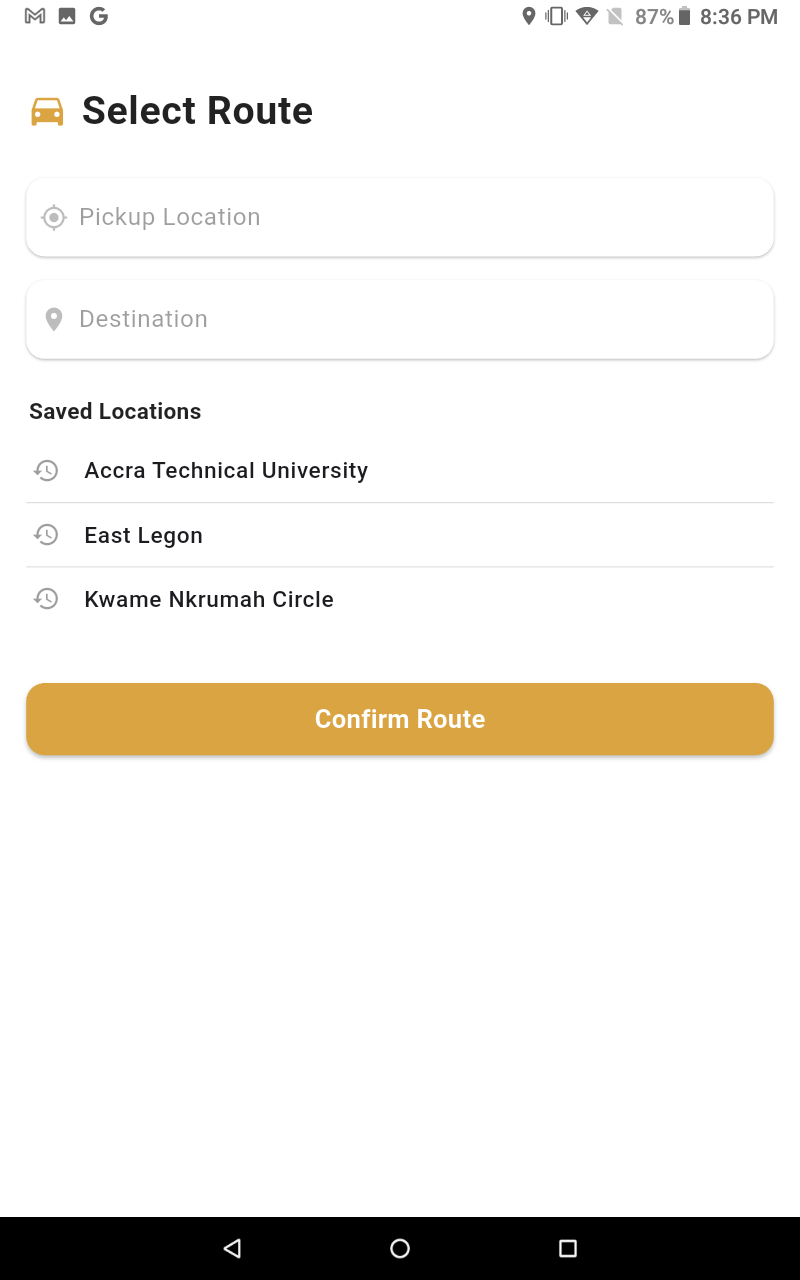 87% 8:36 PM
Select Route
Pickup Location
Destination
Saved Locations
Accra Technical University
East Legon
Kwame Nkrumah Circle
Confirm Route